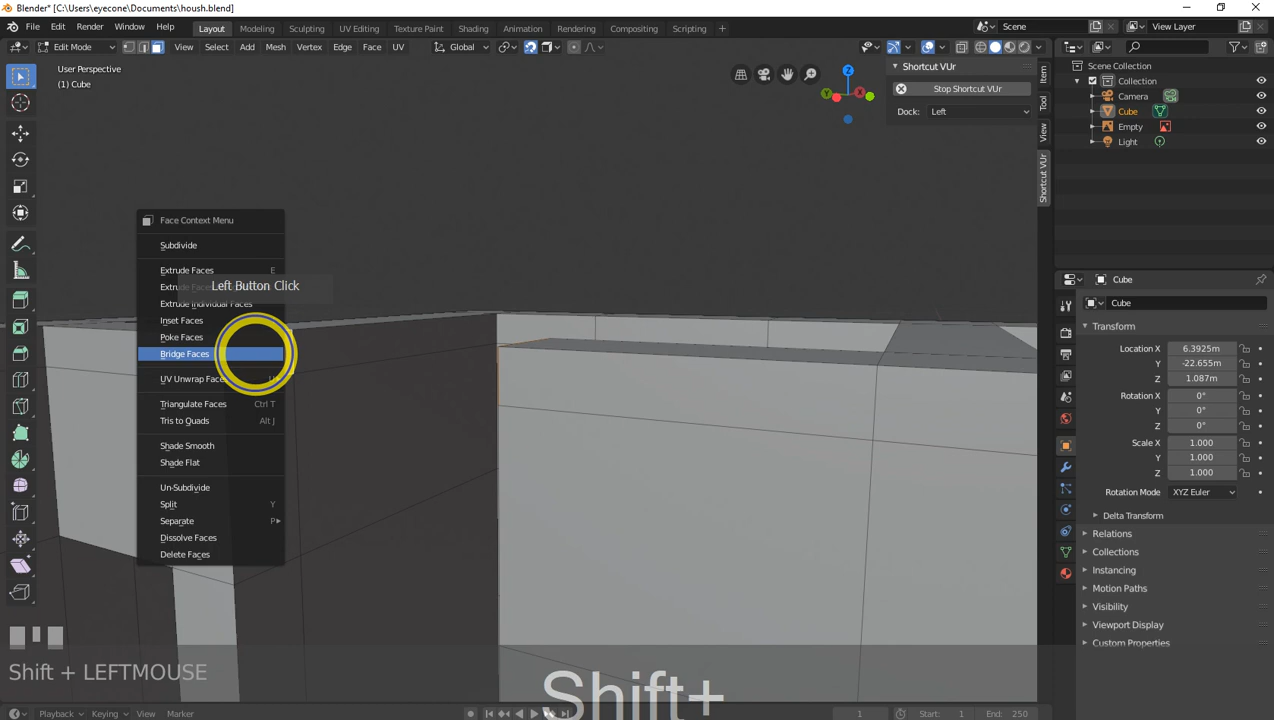 Blender* [C:\Users\eyecone\Documents\housh.blend]
File Edit Render Window Help Layout Modeling Sculpting UV Editing Texture Paint Shading Animation Rendering Compositing Scripting + Scene View Layer
Edit Mode View Select Add Mesh Vertex Edge Face UV Global
User Perspective
(1) Cube
Shortcut VUr
Stop Shortcut VUr
Dock: Left
Item
Tool
View
Shortcut VUr
Scene Collection
Collection
Camera
Cube
Empty
Light
Face Context Menu
Subdivide
Extrude Faces E
Left Button Click
Extrude Individual Faces
Inset Faces
Poke Faces
Bridge Faces
UV Unwrap Faces
Triangulate Faces Ctrl T
Tris to Quads Alt J
Shade Smooth
Shade Flat
Un-Subdivide
Split Y
Separate P
Dissolve Faces
Delete Faces
Cube
Cube
Transform
Location X 6.3925m
Y -22.655m
Z 1.087m
Rotation X 0°
Y 0°
Z 0°
Scale X 1.000
Y 1.000
Z 1.000
Rotation Mode XYZ Euler
Delta Transform
Relations
Collections
Instancing
Motion Paths
Visibility
Viewport Display
Custom Properties
Shift + LEFTMOUSE
Shift+
Playback Keying View Marker 1 Start: 1 End: 250